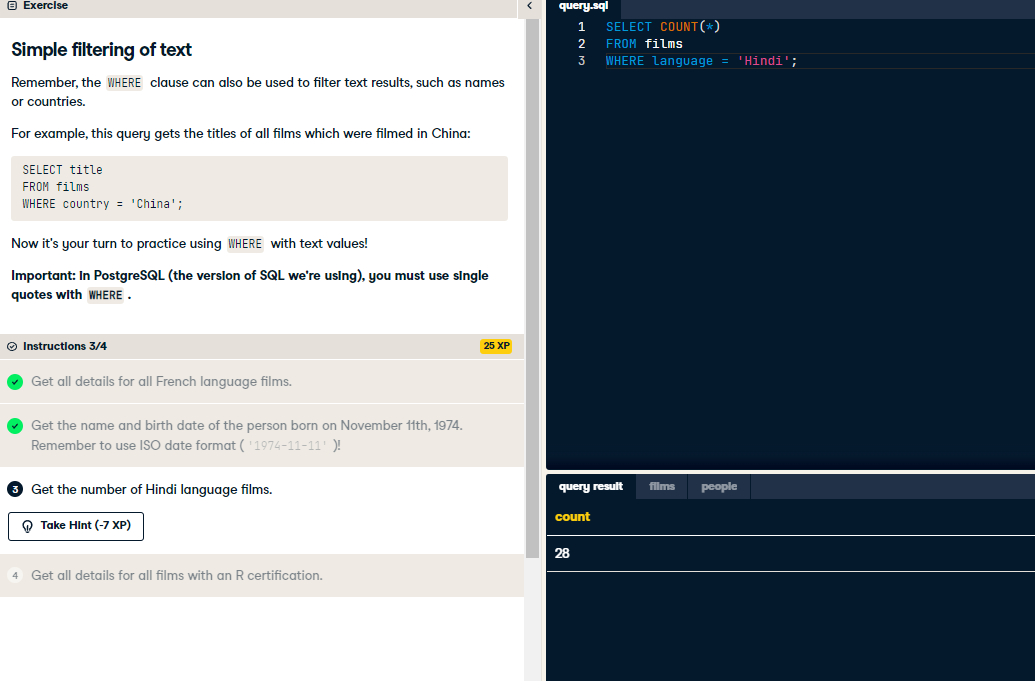 Exercise
Simple filtering of text
Remember, the WHERE clause can also be used to filter text results, such as names
or countries.
For example, this query gets the titles of all films which were filmed in China:
SELECT title
FROM films
WHERE country = 'China';
Now it's your turn to practice using WHERE with text values!
Important: in PostgreSQL (the version of SQL we're using), you must use single
quotes with WHERE .
Instructions 3/4
25 XP
Get all details for all French language films.
Get the name and birth date of the person born on November 11th, 1974.
Remember to use ISO date format ( '1974-11-11' )!
3 Get the number of Hindi language films.
Take Hint (-7 XP)
4 Get all details for all films with an R certification.
query.sql
1 SELECT COUNT(*)
2 FROM films
3 WHERE language = 'Hindi';
query result films people
count
28